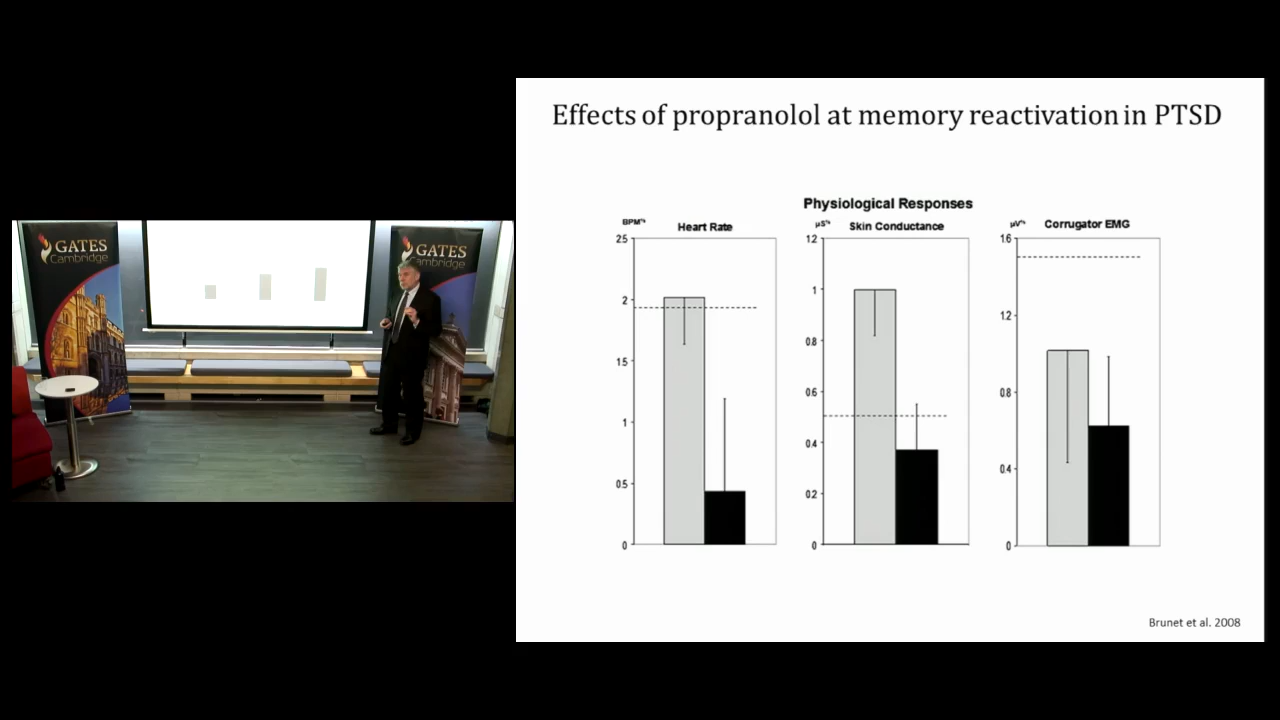 GATES
Cambridge
GATES
Cambridge
Effects of propranolol at memory reactivation in PTSD
Physiological Responses
Heart Rate
25
2
15
1
0.5
0
Skin Conductance
12
1
0.8
0.6
0.4
0.2
0
Corrugator EMG
16
12
0.8
0.4
0
Brunet et al. 2008